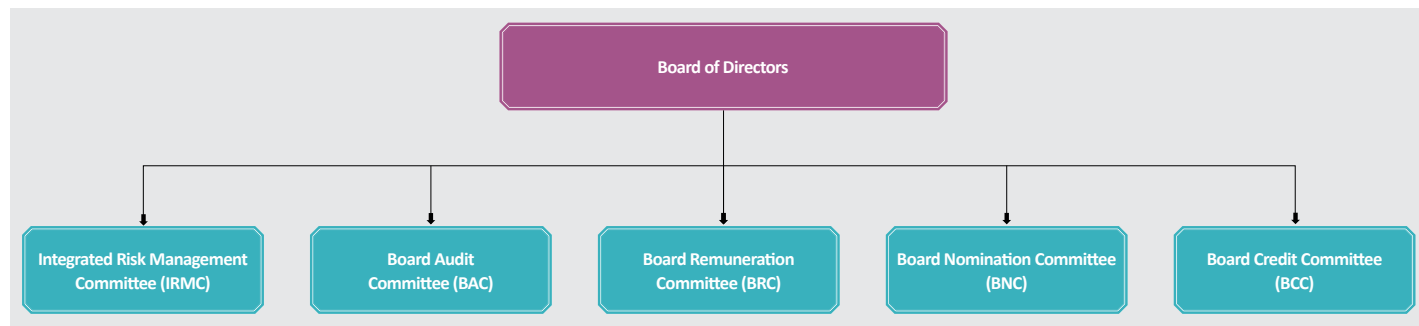 Board of Directors
Integrated Risk Management
Committee (IRMC)
Board Audit
Committee (BAC)
Board Remuneration
Committee (BRC)
Board Nomination Committee
(BNC)
Board Credit Committee
(BCC)